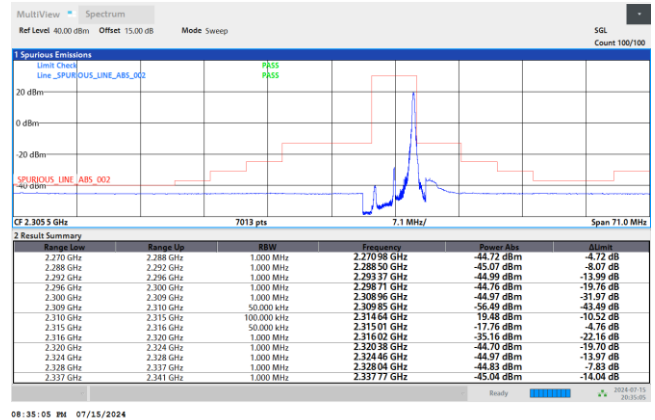 MultiView Spectrum
Ref Level 40.00 dBm Offset 15.00 dB Mode Sweep SGL
Count 100/100
1 Spurious Emissions
Limit Check PASS
Line _SPURIOUS_LINE_ABS_002 PASS
20 dBm
0 dBm
-20 dBm
SPURIOUS_LINE_ABS_002
-40 dBm
CF 2.305 5 GHz 7013 pts 7.1 MHz/ Span 71.0 MHz
2 Result Summary
Range Low Range Up RBW Frequency Power Abs ΔLimit
2.270 GHz 2.288 GHz 1.000 MHz 2.270 98 GHz -44.72 dBm -4.72 dB
2.288 GHz 2.292 GHz 1.000 MHz 2.288 50 GHz -45.07 dBm -8.07 dB
2.292 GHz 2.296 GHz 1.000 MHz 2.293 37 GHz -44.99 dBm -13.99 dB
2.296 GHz 2.300 GHz 1.000 MHz 2.298 71 GHz -44.76 dBm -19.76 dB
2.300 GHz 2.309 GHz 1.000 MHz 2.308 96 GHz -44.97 dBm -31.97 dB
2.309 GHz 2.310 GHz 50.000 kHz 2.309 85 GHz -56.49 dBm -43.49 dB
2.310 GHz 2.315 GHz 100.000 kHz 2.314 64 GHz 19.48 dBm -10.52 dB
2.315 GHz 2.316 GHz 50.000 kHz 2.315 01 GHz -17.76 dBm -4.76 dB
2.316 GHz 2.320 GHz 1.000 MHz 2.316 02 GHz -35.16 dBm -22.16 dB
2.320 GHz 2.324 GHz 1.000 MHz 2.320 38 GHz -44.70 dBm -19.70 dB
2.324 GHz 2.328 GHz 1.000 MHz 2.324 46 GHz -44.97 dBm -13.97 dB
2.328 GHz 2.337 GHz 1.000 MHz 2.328 04 GHz -44.83 dBm -7.83 dB
2.337 GHz 2.341 GHz 1.000 MHz 2.337 77 GHz -45.04 dBm -14.04 dB
Ready 2024-07-15
20:35:05
08:35:05 PM 07/15/2024